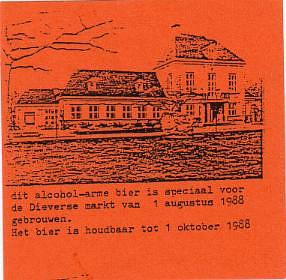 dit alcohol-arme bier is speciaal voor
de Dieverse markt van 1 augustus 1988
gebrouwen.
Het bier is houdbaar tot 1 oktober 1988